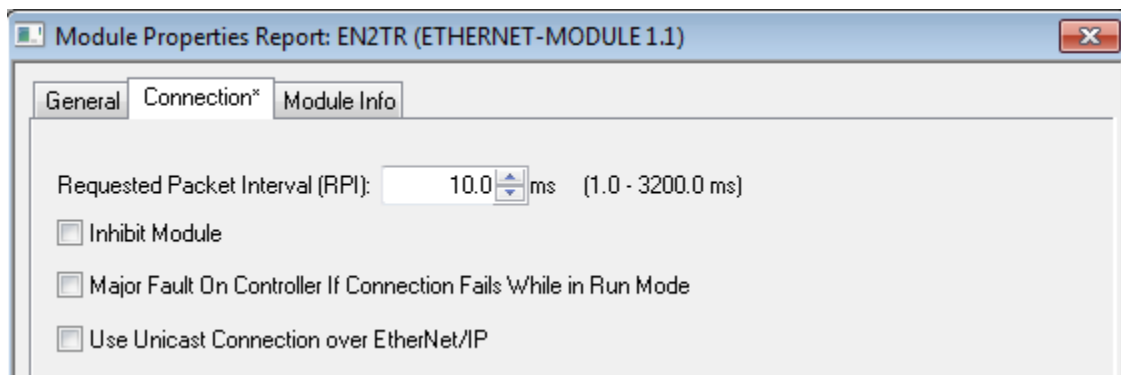 Module Properties Report: EN2TR (ETHERNET-MODULE 1.1)
General Connection* Module Info
Requested Packet Interval (RPI): 10.0 ms (1.0 - 3200.0 ms)
Inhibit Module
Major Fault On Controller If Connection Fails While in Run Mode
Use Unicast Connection over EtherNet/IP